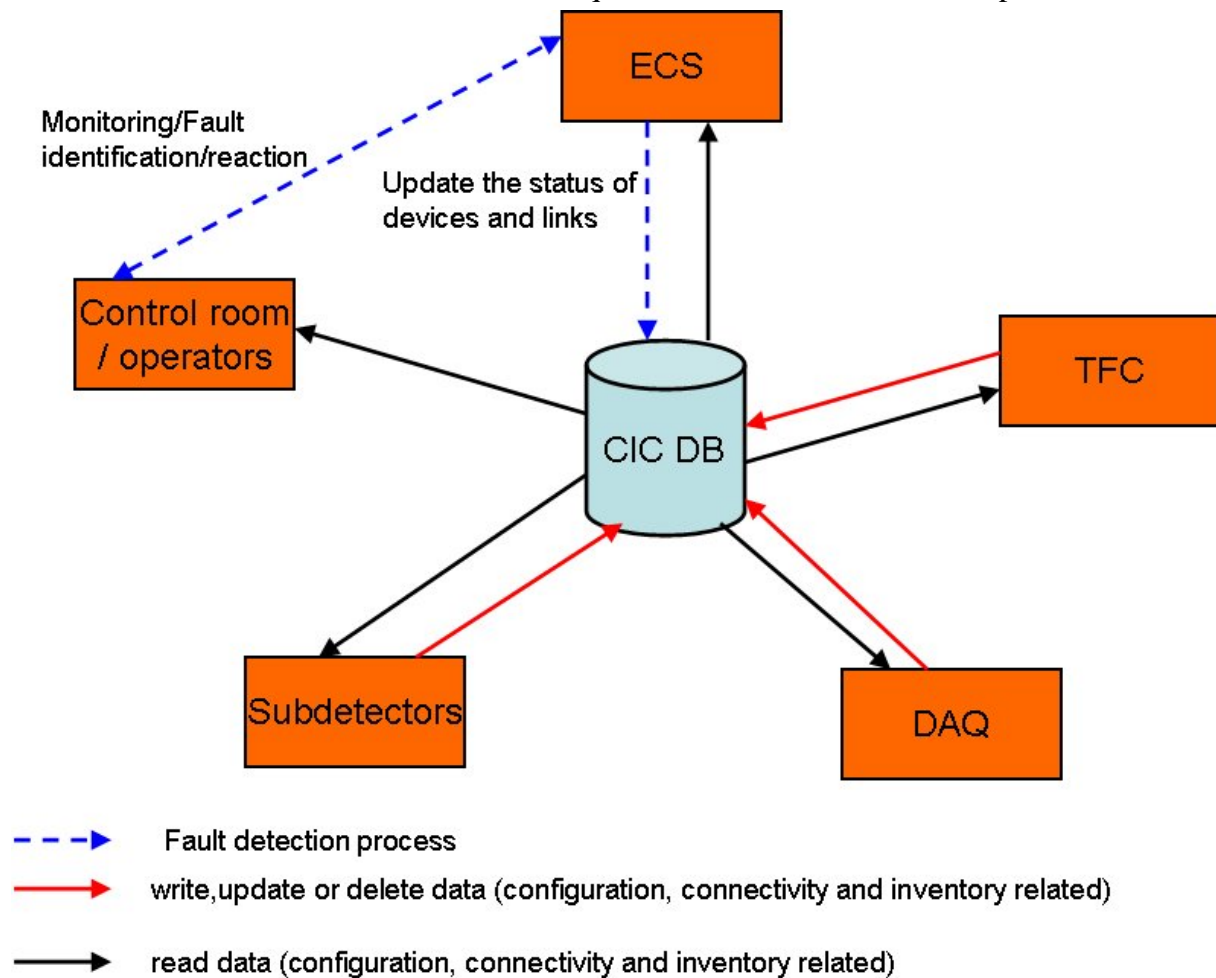 ECS
Monitoring/Fault
identification/reaction
Update the status of
devices and links
Control room
/ operators
TFC
CIC DB
Subdetectors
DAQ
Fault detection process
write,update or delete data (configuration, connectivity and inventory related)
read data (configuration, connectivity and inventory related)